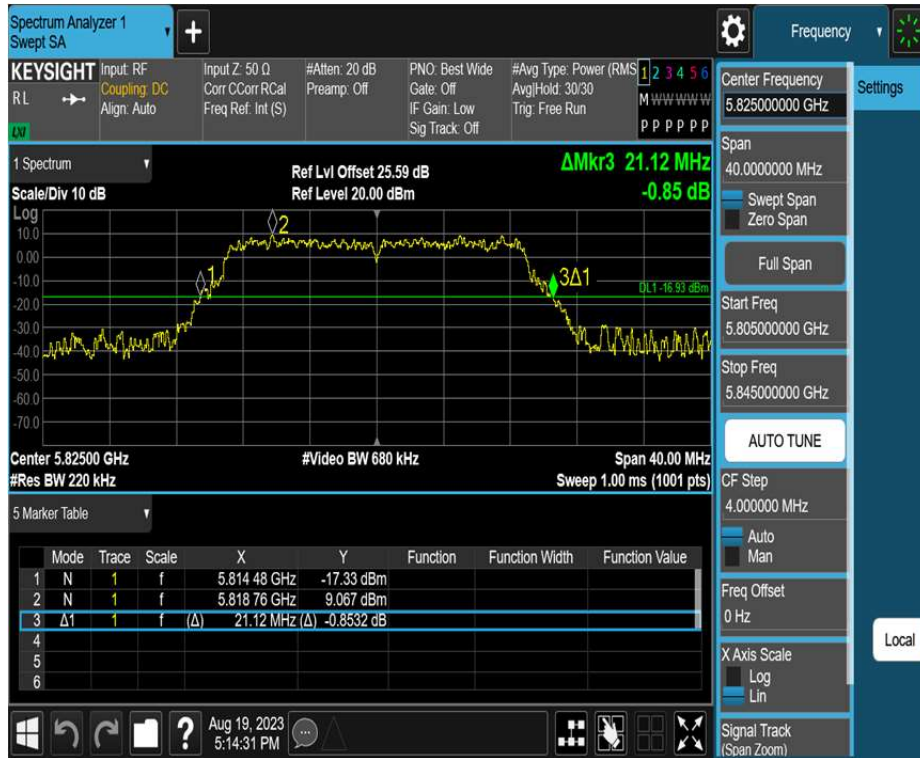 Spectrum Analyzer 1
Swept SA
Frequency
KEYSIGHT
RL
LXI
Input: RF
Coupling: DC
Align: Auto
Input Z: 50 Ω
Corr CCorr RCal
Freq Ref: Int (S)
#Atten: 20 dB
Preamp: Off
PNO: Best Wide
Gate: Off
IF Gain: Low
Sig Track: Off
#Avg Type: Power (RMS
Avg|Hold: 30/30
Trig: Free Run
1 2 3 4 5 6
M W W W W W
P P P P P P
1 Spectrum
Scale/Div 10 dB
Ref Lvl Offset 25.59 dB
Ref Level 20.00 dBm
ΔMkr3 21.12 MHz
-0.85 dB
Log
10.0
0.00
-10.0
-20.0
-30.0
-40.0
-50.0
-60.0
-70.0
1
2
3Δ1
DL1 -16.93 dBm
Center 5.82500 GHz
#Video BW 680 kHz
Span 40.00 MHz
#Res BW 220 kHz
Sweep 1.00 ms (1001 pts)
5 Marker Table
Mode Trace Scale X Y Function Function Width Function Value
1 N 1 f 5.814 48 GHz -17.33 dBm
2 N 1 f 5.818 76 GHz 9.067 dBm
3 Δ1 1 f (Δ) 21.12 MHz (Δ) -0.8532 dB
4
5
6
?
Aug 19, 2023
5:14:31 PM
Center Frequency
5.825000000 GHz
Settings
Span
40.0000000 MHz
Swept Span
Zero Span
Full Span
Start Freq
5.805000000 GHz
Stop Freq
5.845000000 GHz
AUTO TUNE
CF Step
4.000000 MHz
Auto
Man
Freq Offset
0 Hz
Local
X Axis Scale
Log
Lin
Signal Track
(Span Zoom)